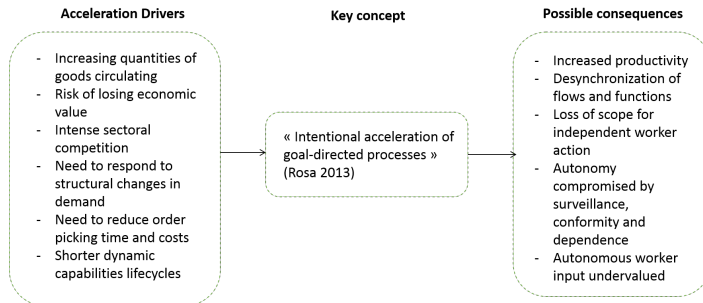 Acceleration Drivers
- Increasing quantities of
goods circulating
- Risk of losing economic
value
- Intense sectoral
competition
- Need to respond to
structural changes in
demand
- Need to reduce order
picking time and costs
- Shorter dynamic
capabilities lifecycles
Key concept
« Intentional acceleration of
goal-directed processes »
(Rosa 2013)
Possible consequences
- Increased productivity
- Desynchronization of
flows and functions
- Loss of scope for
independent worker
action
- Autonomy
compromised by
surveillance,
conformity and
dependence
- Autonomous worker
input undervalued